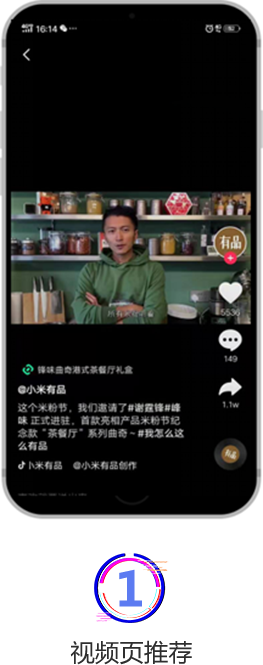 16:14
有品
5536
149
1.1w
锋味曲奇港式茶餐厅礼盒
@小米有品
这个米粉节，我们邀请了#谢霆锋#峰
味 正式进驻，首款亮相产品米粉节纪
念款“茶餐厅”系列曲奇～#我怎么这
么有品
小米有品 @小米有品创作
1
视频页推荐